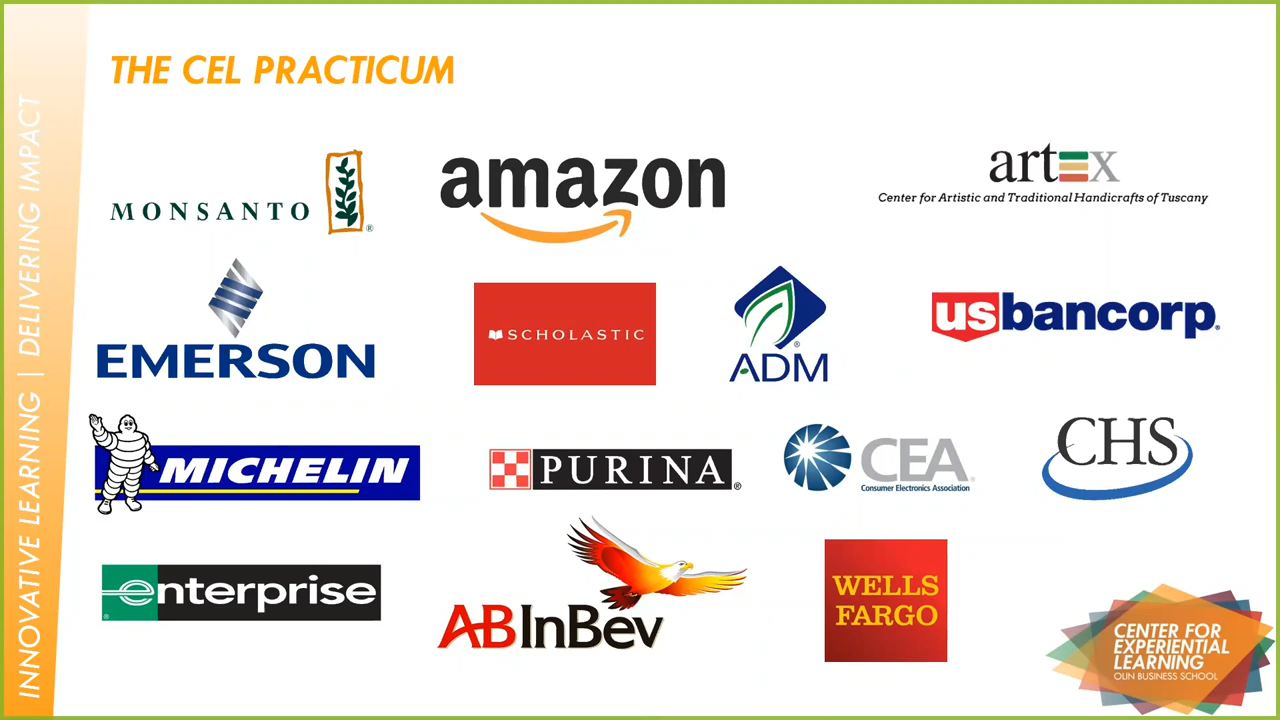 THE CEL PRACTICUM
INNOVATIVE LEARNING | DELIVERING IMPACT
MONSANTO ®
amazon
artex
Center for Artistic and Traditional Handicrafts of Tuscany
EMERSON
SCHOLASTIC
ADM ®
usbancorp®
MICHELIN
PURINA®
CEA
Consumer Electronics Association
CHS
enterprise ®
ABInBev
WELLS
FARGO
CENTER FOR
EXPERIENTIAL
LEARNING
OLIN BUSINESS SCHOOL